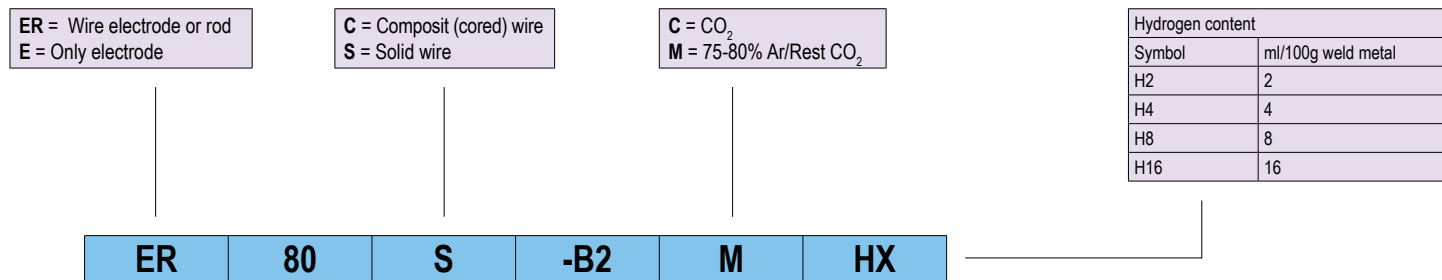 ER = Wire electrode or rod
E = Only electrode
C = Composit (cored) wire
S = Solid wire
C = CO₂
M = 75-80% Ar/Rest CO₂
Hydrogen content
Symbol ml/100g weld metal
H2 2
H4 4
H8 8
H16 16
ER 80 S -B2 M HX